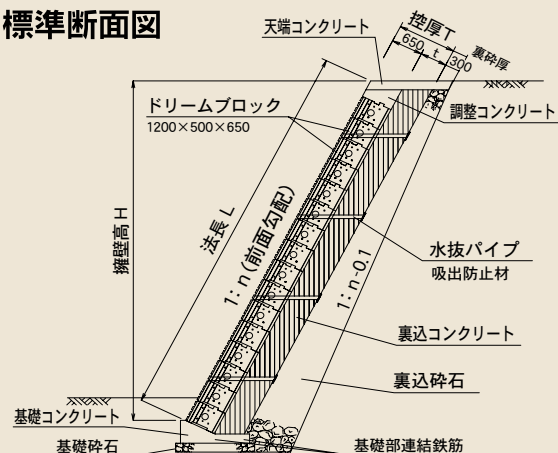 標準断面図
天端コンクリート
控厚T
650 t 300
裏砕厚
ドリームブロック
1200×500×650
調整コンクリート
法長 L
擁壁高 H
1:n(前面勾配)
水抜パイプ
吸出防止材
1:n-0.1
裏込コンクリート
裏込砕石
基礎コンクリート
基礎砕石
基礎部連結鉄筋